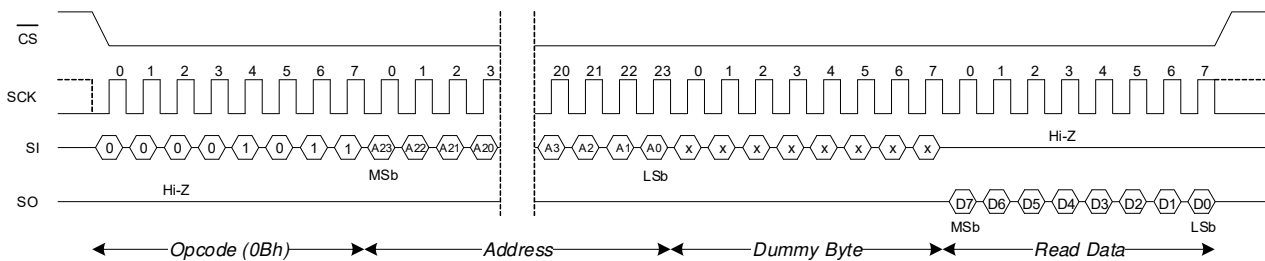 CS
0 1 2 3 4 5 6 7 0 1 2 3 20 21 22 23 0 1 2 3 4 5 6 7 0 1 2 3 4 5 6 7
SCK
Hi-Z
SI 0 0 0 0 1 0 1 1 A23 A22 A21 A20 A3 A2 A1 A0 x x x x x x x x
MSb LSb
Hi-Z
SO D7 D6 D5 D4 D3 D2 D1 D0
MSb LSb
Opcode (0Bh) Address Dummy Byte Read Data